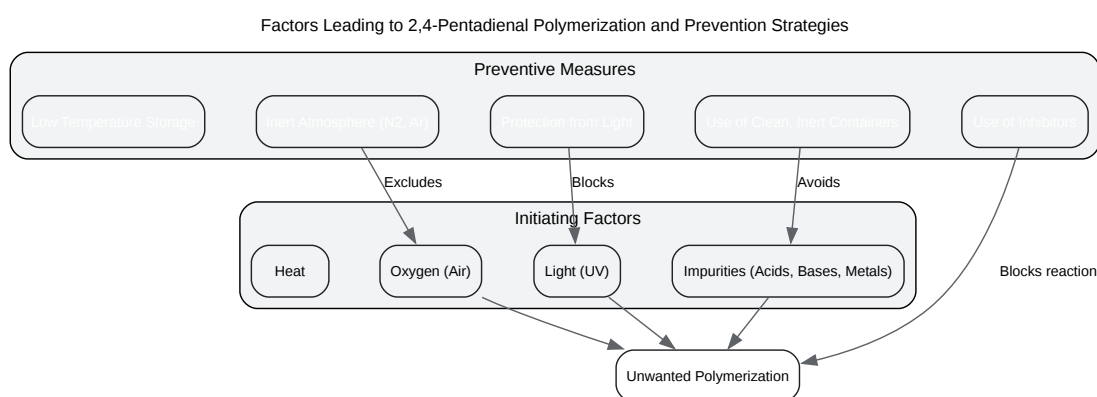 Factors Leading to 2,4-Pentadienal Polymerization and Prevention Strategies
Preventive Measures
Low Temperature Storage
Inert Atmosphere (N2, Ar)
Protection from Light
Use of Clean, Inert Containers
Use of Inhibitors
Excludes
Blocks
Avoids
Initiating Factors
Heat
Oxygen (Air)
Light (UV)
Impurities (Acids, Bases, Metals)
Blocks reaction
Unwanted Polymerization